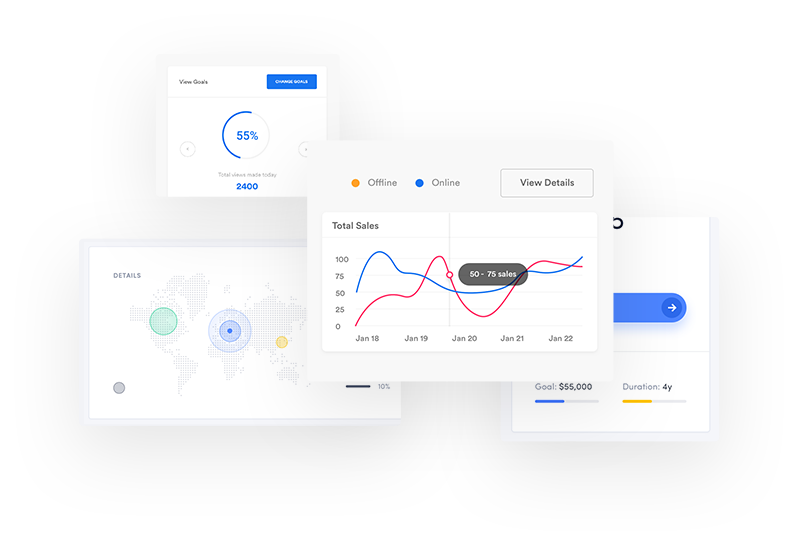 View Goals
CHANGE GOALS
55%
Total views made today
2400
Offline
Online
View Details
Total Sales
100
75
50
25
0
50 - 75 sales
Jan 18
Jan 19
Jan 20
Jan 21
Jan 22
DETAILS
10%
Goal: $55,000
Duration: 4y